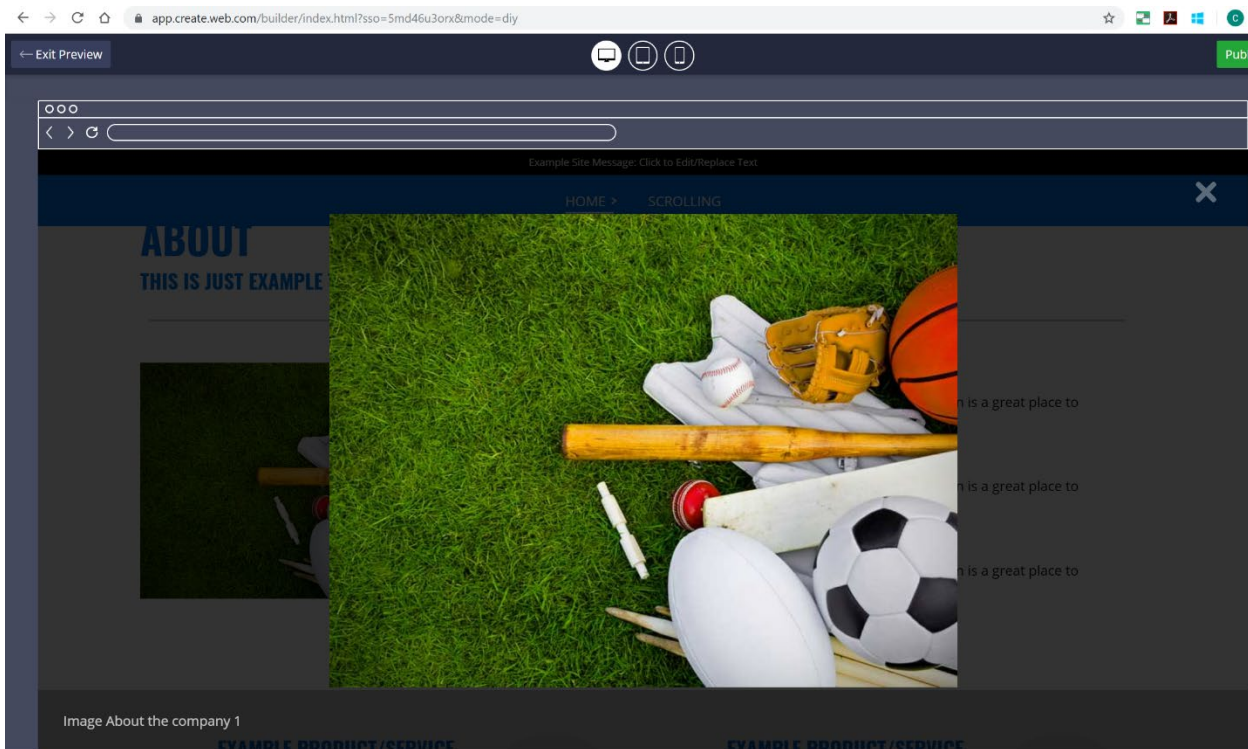 app.create.web.com/builder/index.html?sso=5md46u3orx&mode=diy
C
Exit Preview
Pub
Example Site Message: Click to Edit/Replace Text
HOME > SCROLLING
ABOUT
THIS IS JUST EXAMPLE
n is a great place to
n is a great place to
n is a great place to
Image About the company 1
EXAMPLE PRODUCT/SERVICE EXAMPLE PRODUCT/SERVICE